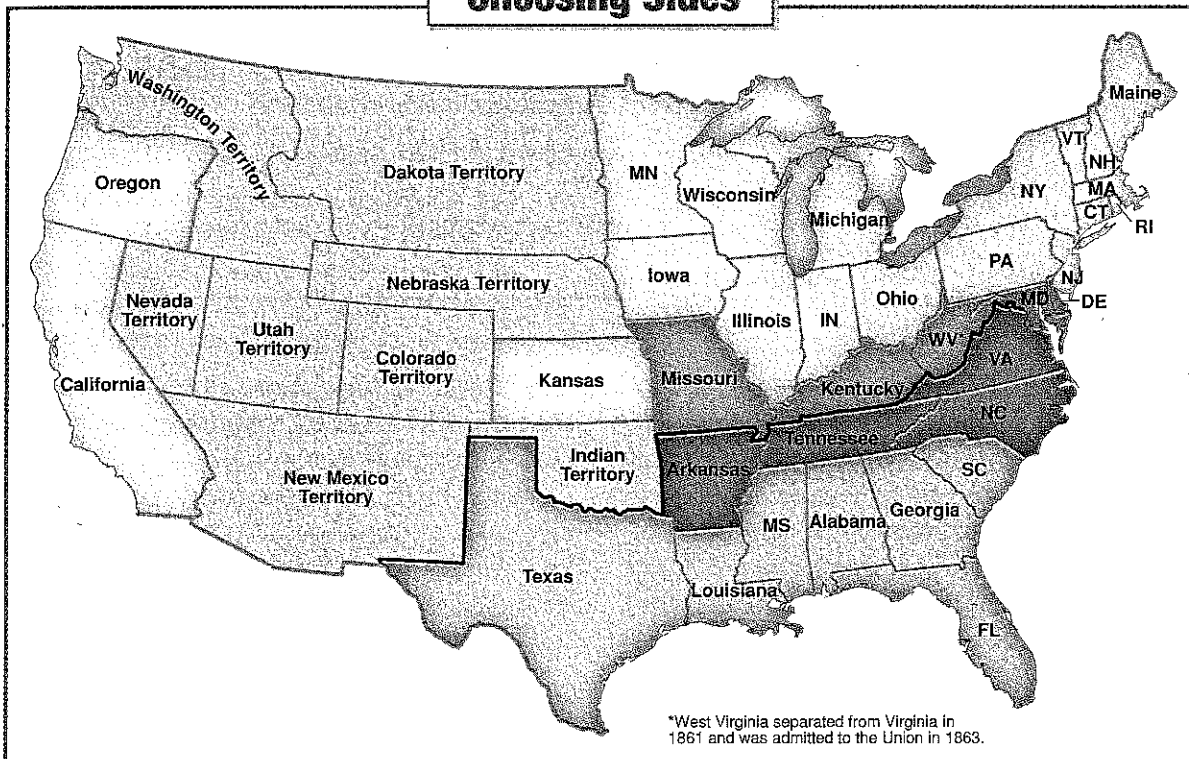 Choosing Sides
Washington Territory
Oregon
Dakota Territory
MN
Wisconsin
Michigan
Maine
VT
NH
NY
MA
CT
RI
Iowa
Nebraska Territory
PA
NJ
Ohio
Illinois
IN
MD
DE
Nevada
Territory
Utah
Territory
Colorado
Territory
California
Kansas
Missouri
Kentucky
WV
VA
NC
Tennessee
Indian
Territory
Arkansas
New Mexico
Territory
SC
MS
Alabama
Georgia
Texas
Louisiana
FL
*West Virginia separated from Virginia in
1861 and was admitted to the Union in 1863.